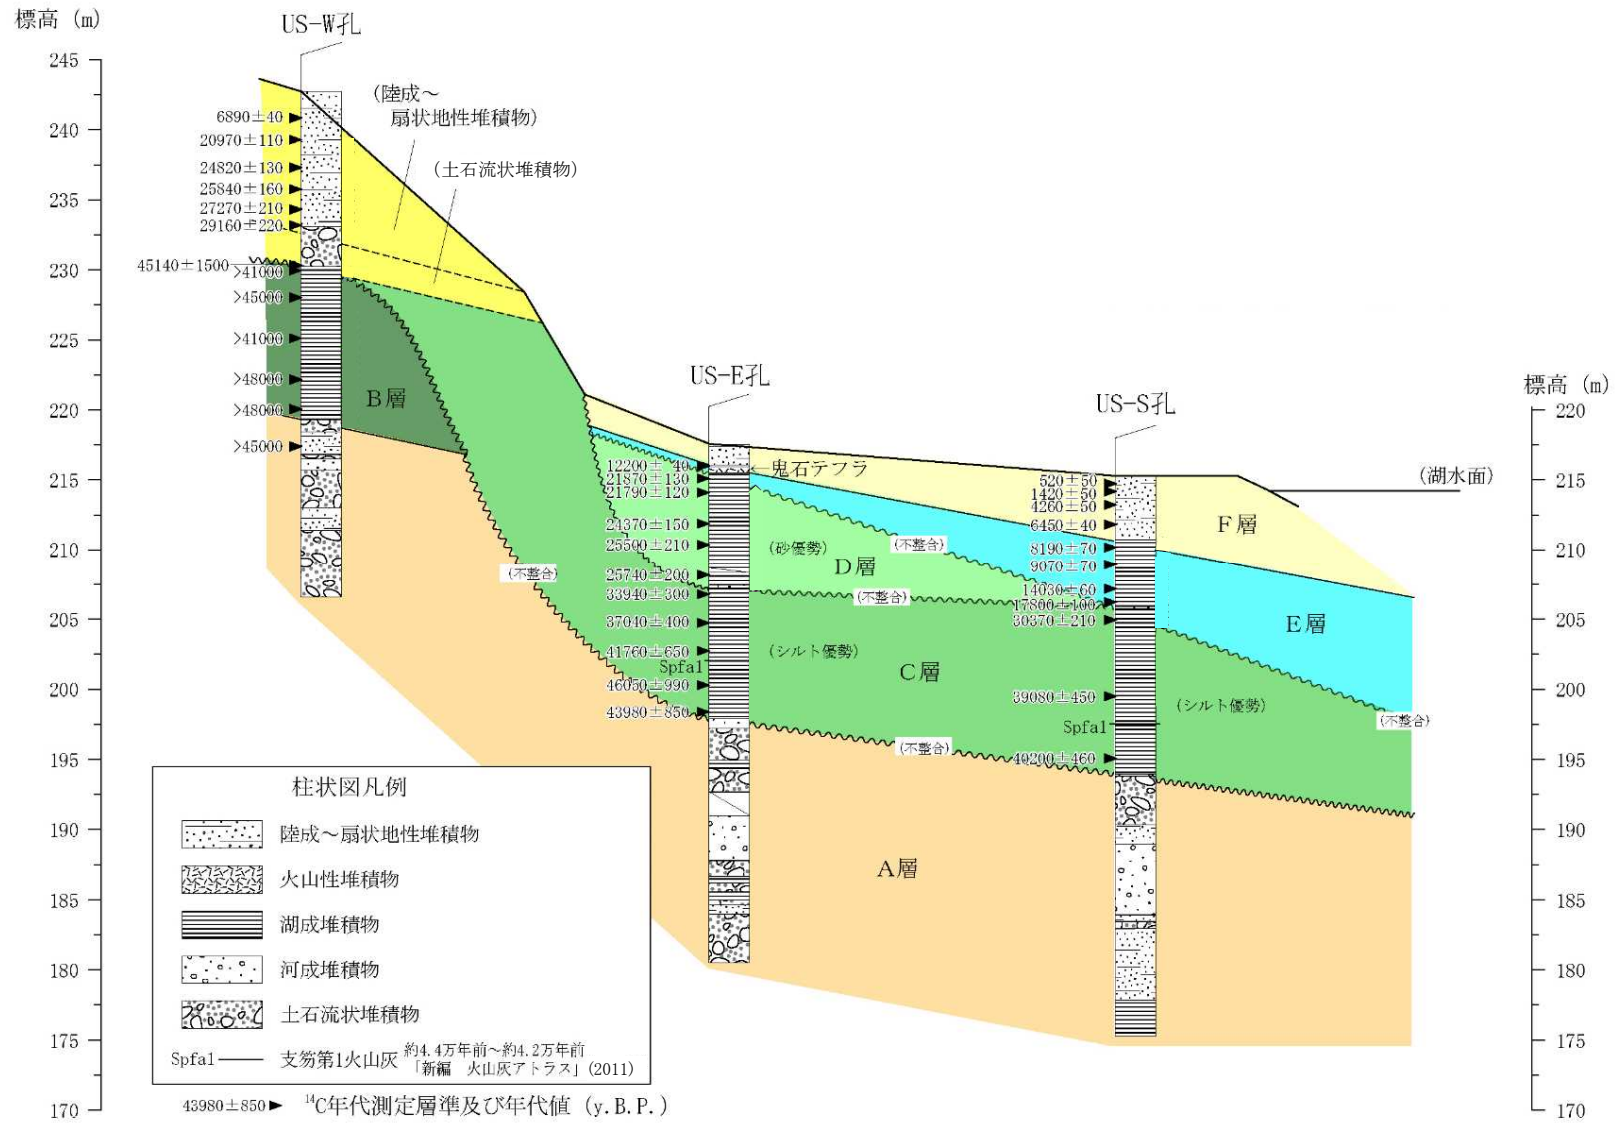 標高 (m)
US-W孔
245
240
235
230
225
220
215
210
205
200
195
190
185
180
175
170
(陸成～
扇状地性堆積物)
(土石流状堆積物)
6890±40
20970±110
24820±130
25840±160
27270±210
29160±220
45140±1500
>41000
>45000
>41000
>48000
>48000
>45000
B層
(不整合)
US-E孔
12200± 40
←鬼石テフラ
21870±130
21790±120
24370±150
25500±210
25740±200
33940±300
37040±400
41760±650
Spfa1
46050±990
43980±850
(砂優勢)
D層
(不整合)
(不整合)
(シルト優勢)
C層
(不整合)
A層
US-S孔
520±50
1420±50
4260±50
6450±40
8190±70
9070±70
14030±60
17800±100
30370±210
39080±450
Spfa1
40200±460
F層
E層
(シルト優勢)
(不整合)
(湖水面)
標高 (m)
220
215
210
205
200
195
190
185
180
175
170
柱状図凡例
陸成～扇状地性堆積物
火山性堆積物
湖成堆積物
河成堆積物
土石流状堆積物
Spfa1 支笏第1火山灰 約4.4万年前～約4.2万年前
「新編 火山灰アトラス」(2011)
43980±850► ¹⁴C年代測定層準及び年代値 (y.B.P.)